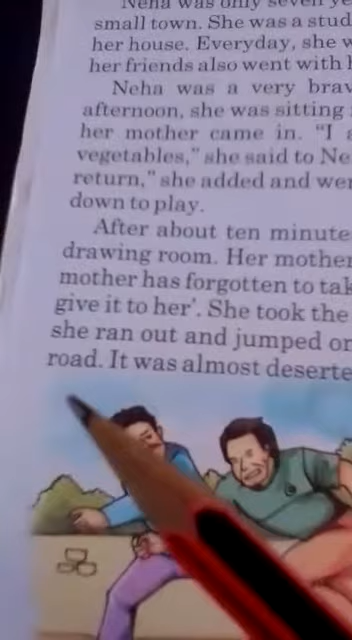 Neha was only seven ye
small town. She was a stud
her house. Everyday, she w
her friends also went with h
Neha was a very brav
afternoon, she was sitting
her mother came in. “I a
vegetables,” she said to Ne
return,” she added and wen
down to play.
After about ten minute
drawing room. Her mother
mother has forgotten to tak
give it to her’. She took the
she ran out and jumped on
road. It was almost deserte